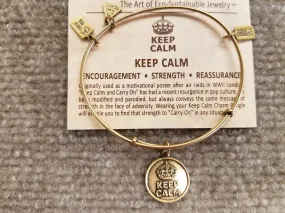 The Art of Eco-Sustainable Jewelry
KEEP
CALM
KEEP CALM
ENCOURAGEMENT • STRENGTH • REASSURANCE
Originally used as a motivational poster after air raids in WWII
Keep Calm and Carry On" has had a recent resurgence in pop culture.
been modified and parodied, but always conveys the same message of
strength in the face of adversity. Wearing your Keep Calm Charm
will enable you to find that strength to "Carry On" in any situation
KEEP
CALM